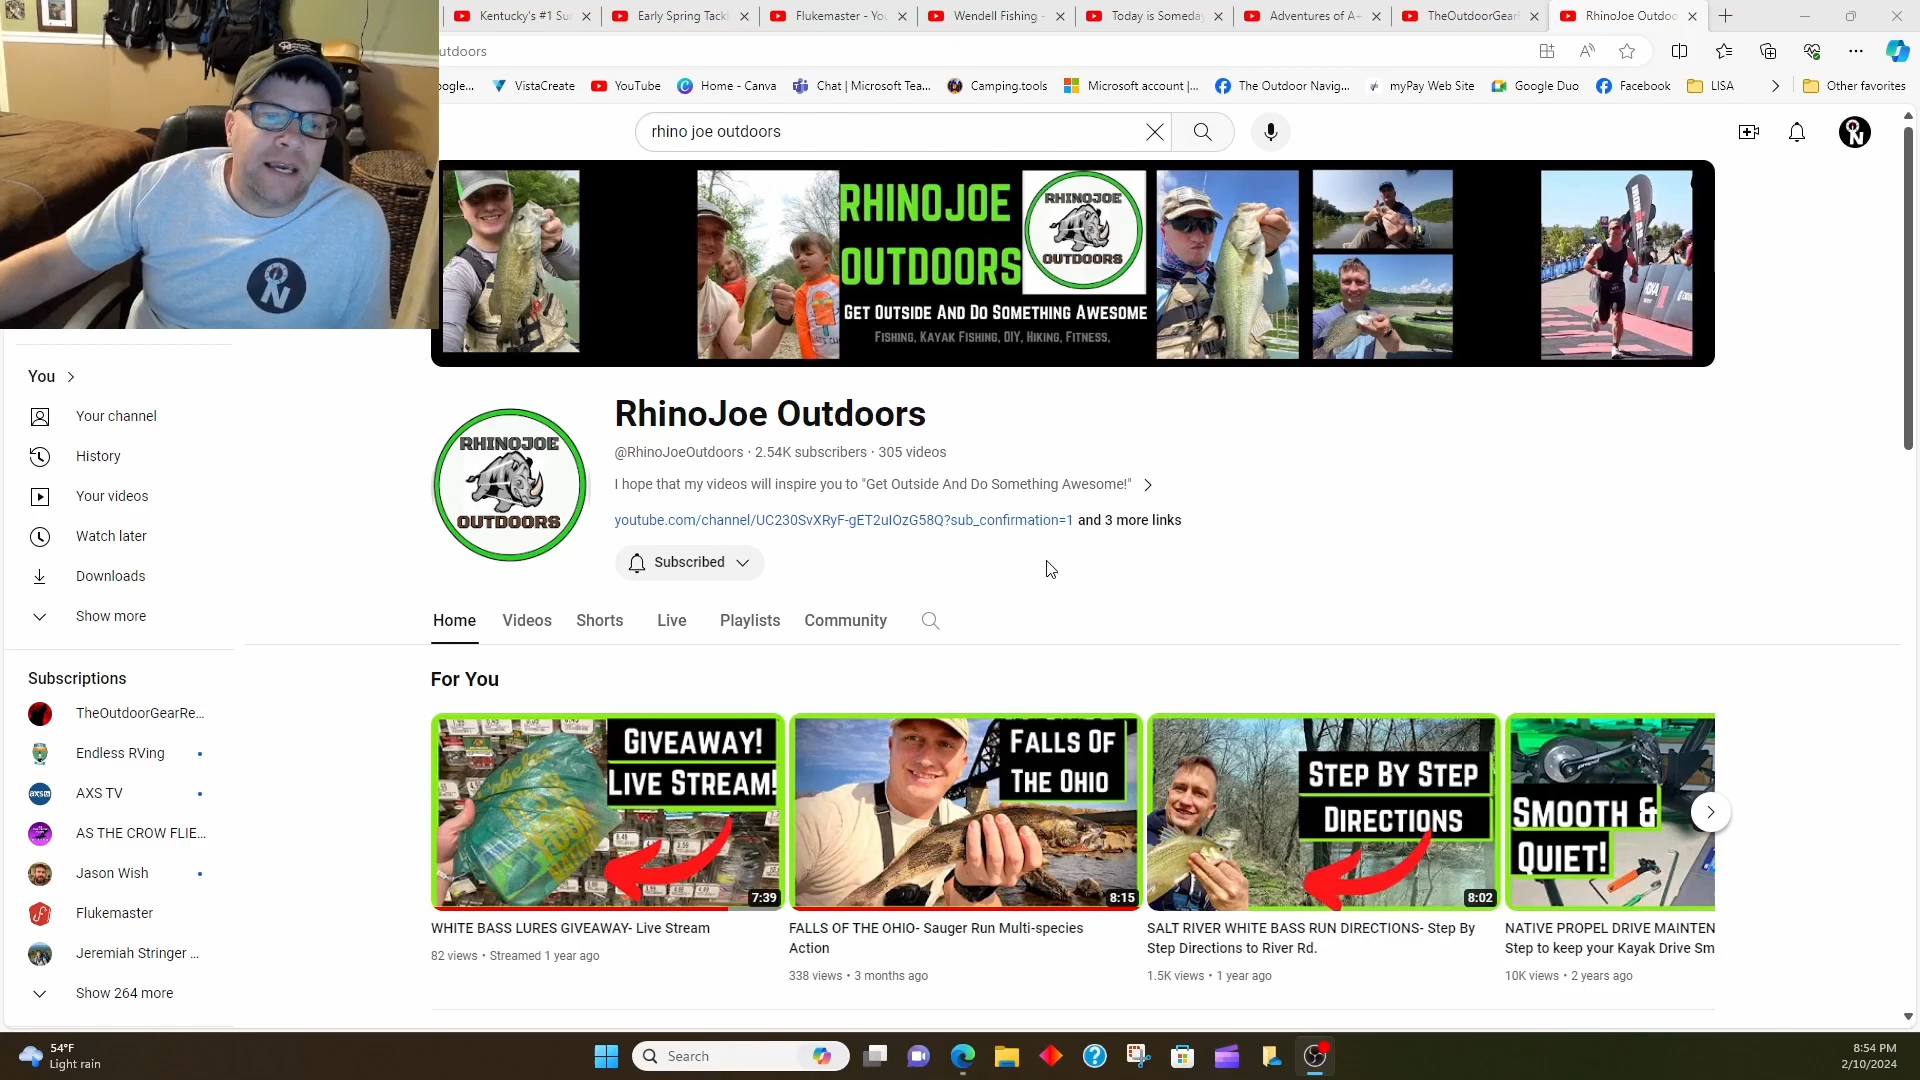 Kentucky's #1 Su
Early Spring Tack
Flukemaster - You
Wendell Fishing -
Today is Someda
Adventures of A+
TheOutdoorGear
RhinoJoe Outdoo
utdoors
oogle...
VistaCreate
YouTube
Home - Canva
Chat | Microsoft Tea...
Camping.tools
Microsoft account |...
The Outdoor Navig...
myPay Web Site
Google Duo
Facebook
LISA
Other favorites
rhino joe outdoors
RHINOJOE
OUTDOORS
GET OUTSIDE AND DO SOMETHING AWESOME
FISHING, KAYAK FISHING, DIY, HIKING, FITNESS,
RHINOJOE
OUTDOORS
ON
You
Your channel
History
Your videos
Watch later
Downloads
Show more
Subscriptions
TheOutdoorGearRe...
Endless RVing
AXS TV
AS THE CROW FLIE...
Jason Wish
Flukemaster
Jeremiah Stringer ...
Show 264 more
RHINOJOE
OUTDOORS
RhinoJoe Outdoors
@RhinoJoeOutdoors · 2.54K subscribers · 305 videos
I hope that my videos will inspire you to "Get Outside And Do Something Awesome!"
youtube.com/channel/UC230SvXRyF-gET2uIOzG58Q?sub_confirmation=1 and 3 more links
Subscribed
Home
Videos
Shorts
Live
Playlists
Community
For You
GIVEAWAY!
LIVE STREAM!
7:39
WHITE BASS LURES GIVEAWAY- Live Stream
82 views • Streamed 1 year ago
FALLS OF
THE OHIO
8:15
FALLS OF THE OHIO- Sauger Run Multi-species
Action
338 views • 3 months ago
STEP BY STEP
DIRECTIONS
8:02
SALT RIVER WHITE BASS RUN DIRECTIONS- Step By
Step Directions to River Rd.
1.5K views • 1 year ago
SMOOTH &
QUIET!
NATIVE PROPEL DRIVE MAINTEN
Step to keep your Kayak Drive Sm
10K views • 2 years ago
54°F
Light rain
Search
8:54 PM
2/10/2024